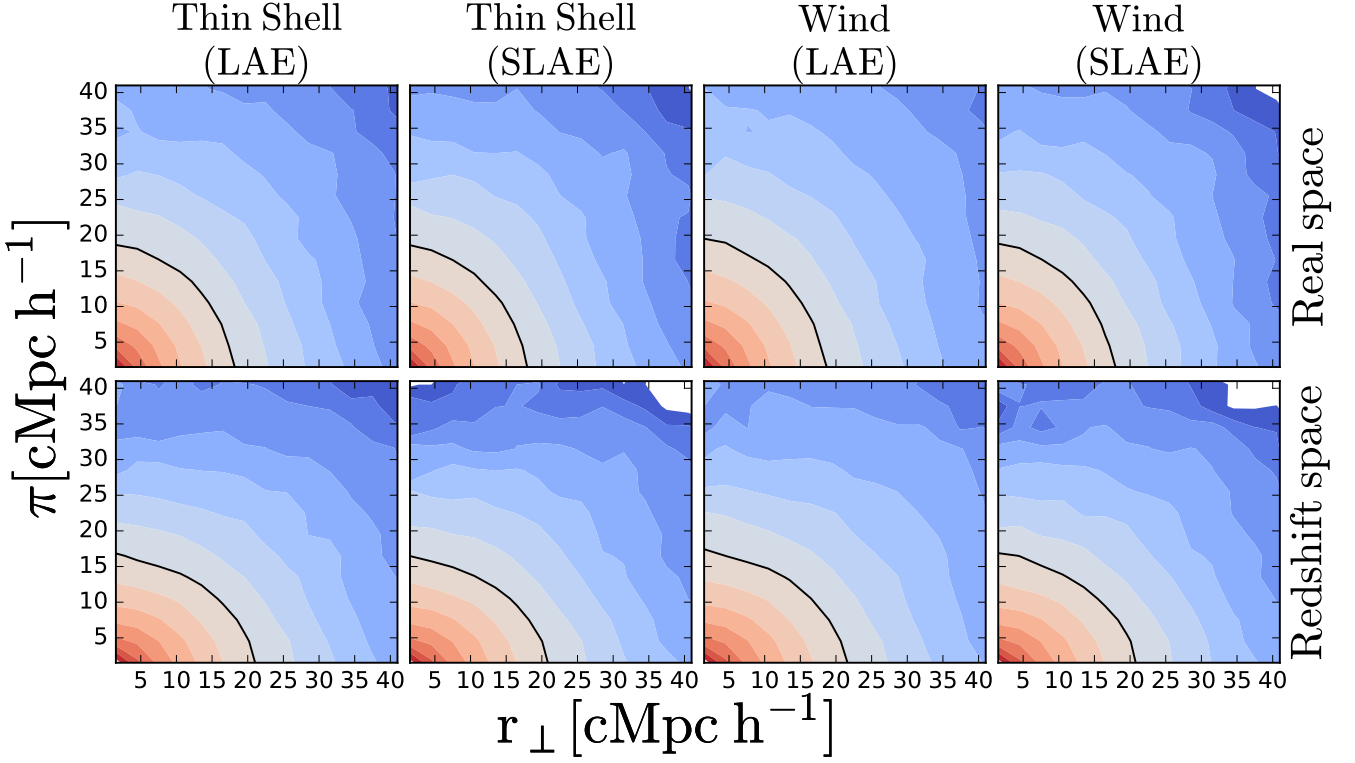 Thin Shell Thin Shell Wind Wind
(LAE) (SLAE) (LAE) (SLAE)
40
35
30
25
20
15
10
5
Real space
π[cMpc h⁻¹]
40
35
30
25
20
15
10
5
Redshift space
5 10 15 20 25 30 35 40 5 10 15 20 25 30 35 40 5 10 15 20 25 30 35 40 5 10 15 20 25 30 35 40
r⊥[cMpc h⁻¹]